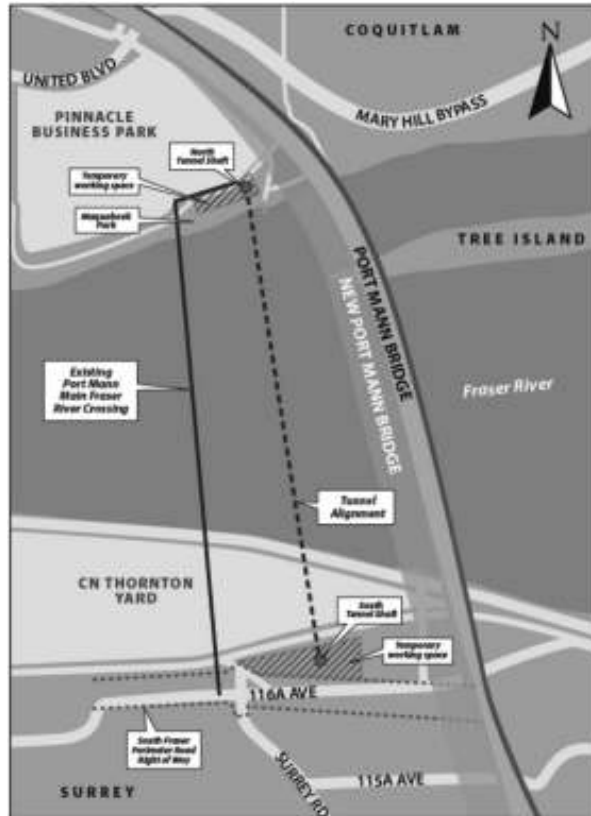 COQUITLAM
N
UNITED BLVD
MARY HILL BYPASS
PINNACLE
BUSINESS PARK
North
Tunnel Shaft
Temporary
working space
Maquabeak
Park
TREE ISLAND
PORT MANN BRIDGE
NEW PORT MANN BRIDGE
Existing
Port Mann
Main Fraser
River Crossing
Fraser River
Tunnel
Alignment
CN THORNTON
YARD
South
Tunnel Shaft
Temporary
working space
116A AVE
South Fraser
Perimeter Road
Right of Way
SURREY RD
115A AVE
SURREY